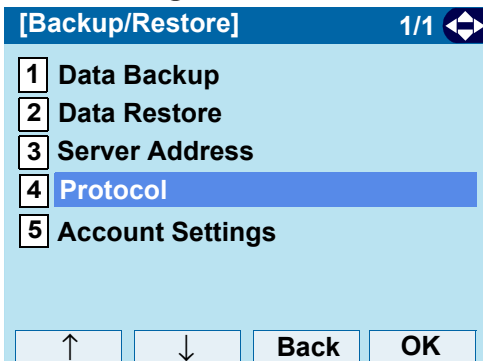 [Backup/Restore] 1/1
1 Data Backup
2 Data Restore
3 Server Address
4 Protocol
5 Account Settings
↑ ↓ Back OK